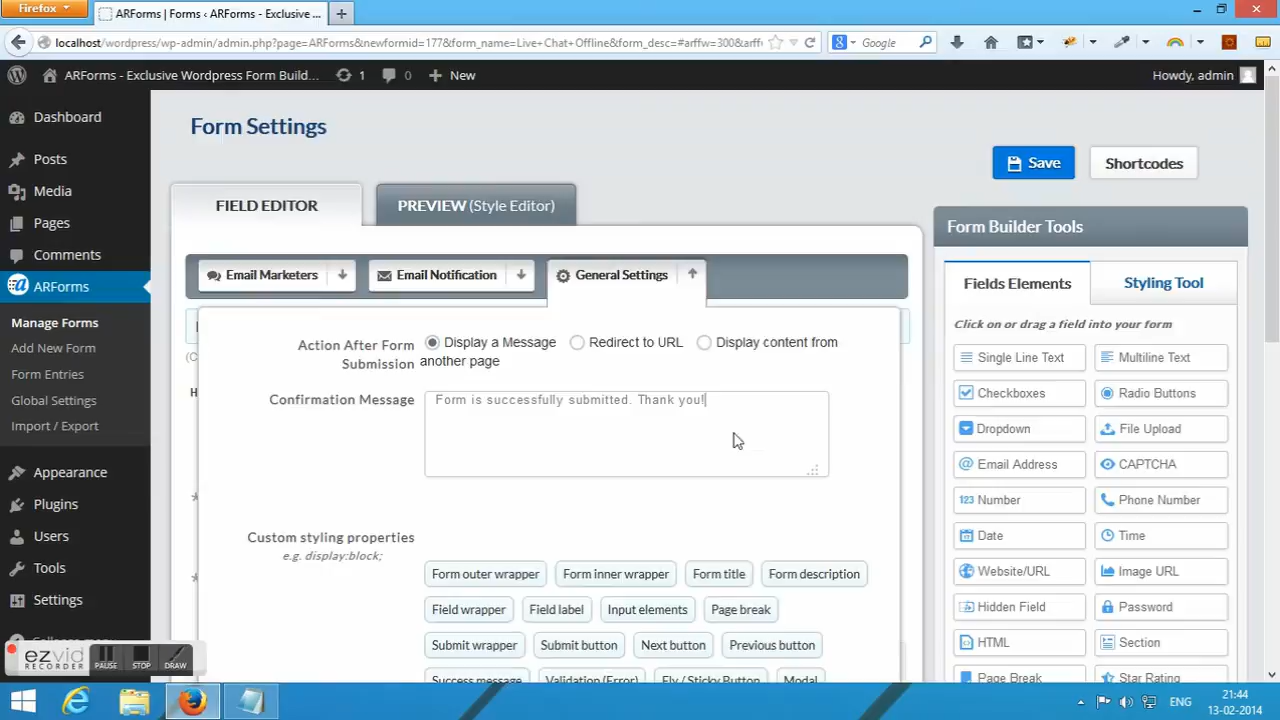 Firefox
ARForms | Forms ‹ ARForms - Exclusive ...
localhost/wordpress/wp-admin/admin.php?page=ARForms&newformid=177&form_name=Live+Chat+Offline&form_desc=#arffw=300&arff
Google
ARForms - Exclusive Wordpress Form Build...
1
0
New
Howdy, admin
Dashboard
Posts
Media
Pages
Comments
ARForms
Manage Forms
Add New Form
Form Entries
Global Settings
Import / Export
Appearance
Plugins
Users
Tools
Settings
Form Settings
Save
Shortcodes
FIELD EDITOR
PREVIEW (Style Editor)
Email Marketers
Email Notification
General Settings
Action After Form Submission
Display a Message
Redirect to URL
Display content from
another page
Confirmation Message
Form is successfully submitted. Thank you!
Custom styling properties
e.g. display:block;
Form outer wrapper
Form inner wrapper
Form title
Form description
Field wrapper
Field label
Input elements
Page break
Submit wrapper
Submit button
Next button
Previous button
Success message
Validation (Error)
Fly / Sticky Button
Modal
Form Builder Tools
Fields Elements
Styling Tool
Click on or drag a field into your form
Single Line Text
Multiline Text
Checkboxes
Radio Buttons
Dropdown
File Upload
Email Address
CAPTCHA
123 Number
Phone Number
Date
Time
Website/URL
Image URL
Hidden Field
Password
HTML
Section
Page Break
Star Rating
ezvid
RECORDER
PAUSE
STOP
DRAW
ENG
21:44
13-02-2014